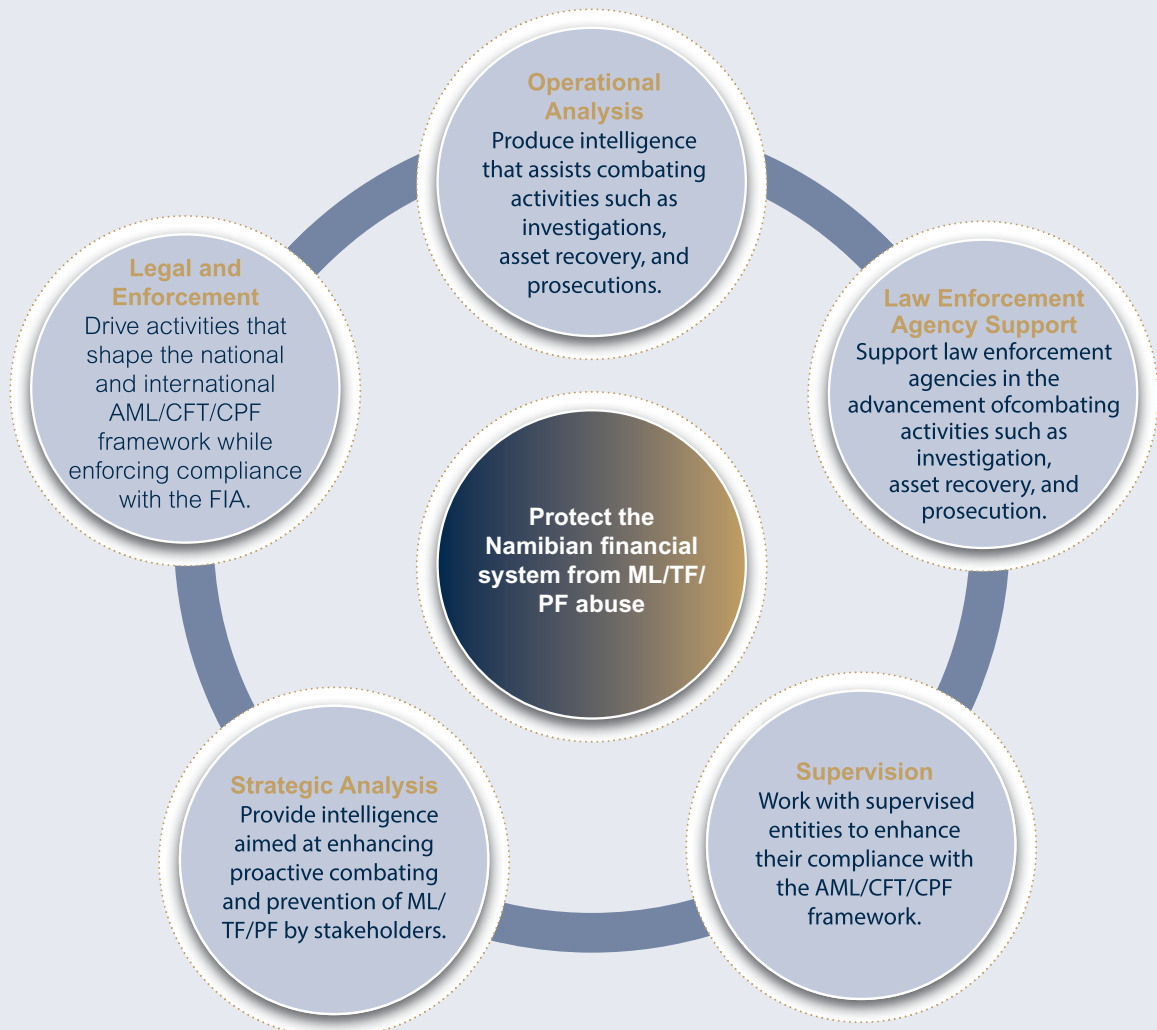 Operational
Analysis
Produce intelligence
that assists combating
activities such as
investigations,
asset recovery, and
prosecutions.
Legal and
Enforcement
Drive activities that
shape the national
and international
AML/CFT/CPF
framework while
enforcing compliance
with the FIA.
Law Enforcement
Agency Support
Support law enforcement
agencies in the
advancement ofcombating
activities such as
investigation,
asset recovery, and
prosecution.
Protect the
Namibian financial
system from ML/TF/
PF abuse
Strategic Analysis
Provide intelligence
aimed at enhancing
proactive combating
and prevention of ML/
TF/PF by stakeholders.
Supervision
Work with supervised
entities to enhance
their compliance with
the AML/CFT/CPF
framework.